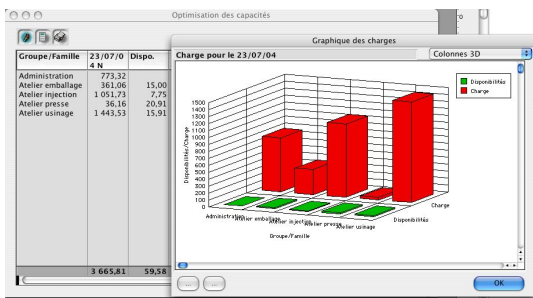 Optimisation des capacités
Groupe/Famille 23/07/0 4 N Dispo.
Administration 773,32
Atelier emballage 361,06 15,00
Atelier injection 1 051,73 7,75
Atelier presse 36,16 20,91
Atelier usinage 1 443,53 15,91
3 665,81 59,58
Graphique des charges
Charge pour le 23/07/04
Colonnes 3D
Disponibilités
Charge
Disponibilités/Charge
1500
1400
1300
1200
1100
1000
900
800
700
600
500
400
300
200
100
0
Administration
Atelier emballage
Atelier injection
Atelier presse
Atelier usinage
Disponibilités
Charge
Groupe/Famille
...
...
OK